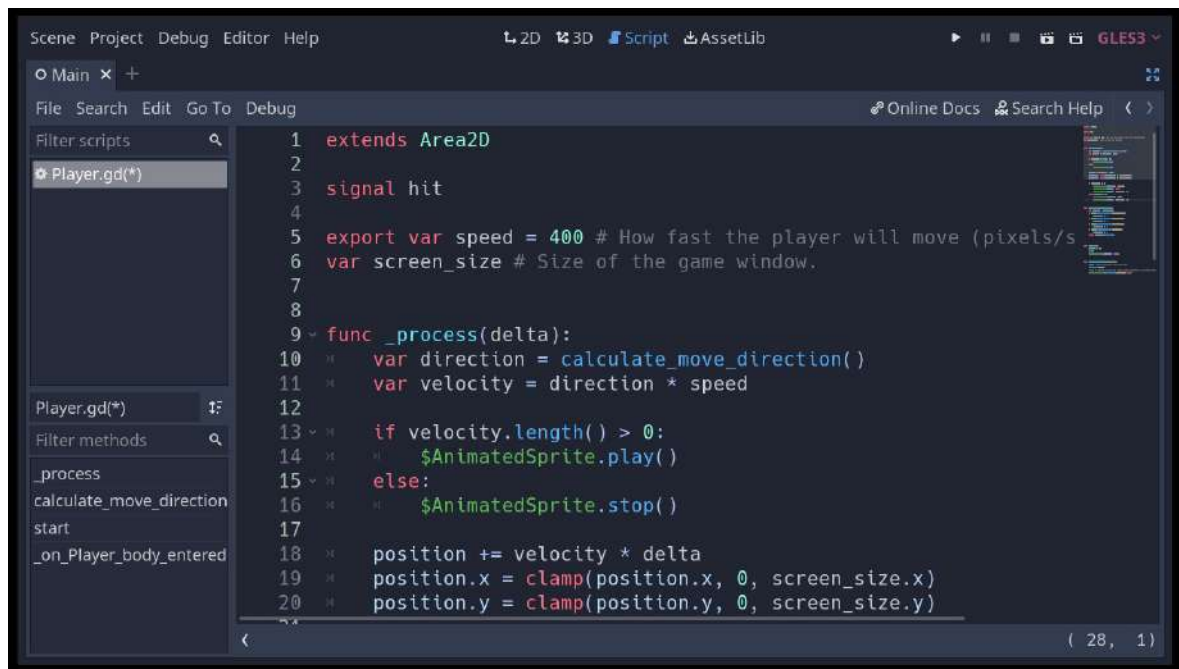 Scene Project Debug Editor Help 2D 3D Script AssetLib GLES3
Main
File Search Edit Go To Debug Online Docs Search Help
Filter scripts
Player.gd(*)
1 extends Area2D
2
3 signal hit
4
5 export var speed = 400 # How fast the player will move (pixels/s
6 var screen_size # Size of the game window.
7
8
9 func _process(delta):
10 var direction = calculate_move_direction()
11 var velocity = direction * speed
12
13 if velocity.length() > 0:
14 $AnimatedSprite.play()
15 else:
16 $AnimatedSprite.stop()
17
18 position += velocity * delta
19 position.x = clamp(position.x, 0, screen_size.x)
20 position.y = clamp(position.y, 0, screen_size.y)
Player.gd(*)
Filter methods
_process
calculate_move_direction
start
_on_Player_body_entered
( 28, 1)